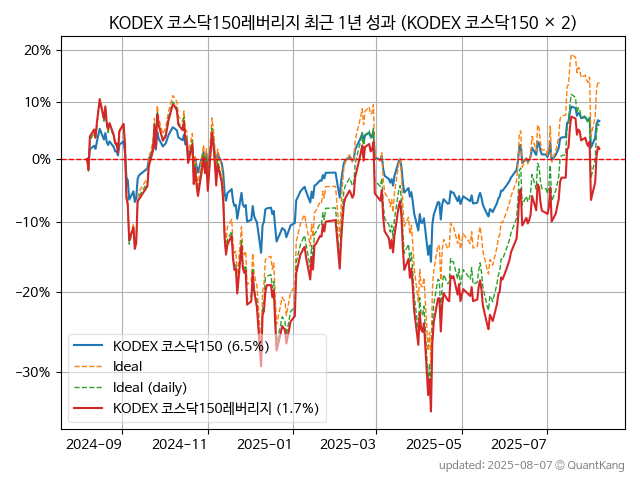 KODEX 코스닥150레버리지 최근 1년 성과 (KODEX 코스닥150 × 2)
20%
10%
0%
−10%
−20%
−30%
KODEX 코스닥150 (6.5%)
Ideal
Ideal (daily)
KODEX 코스닥150레버리지 (1.7%)
2024-09
2024-11
2025-01
2025-03
2025-05
2025-07
updated: 2025-08-07 ⓒ QuantKang